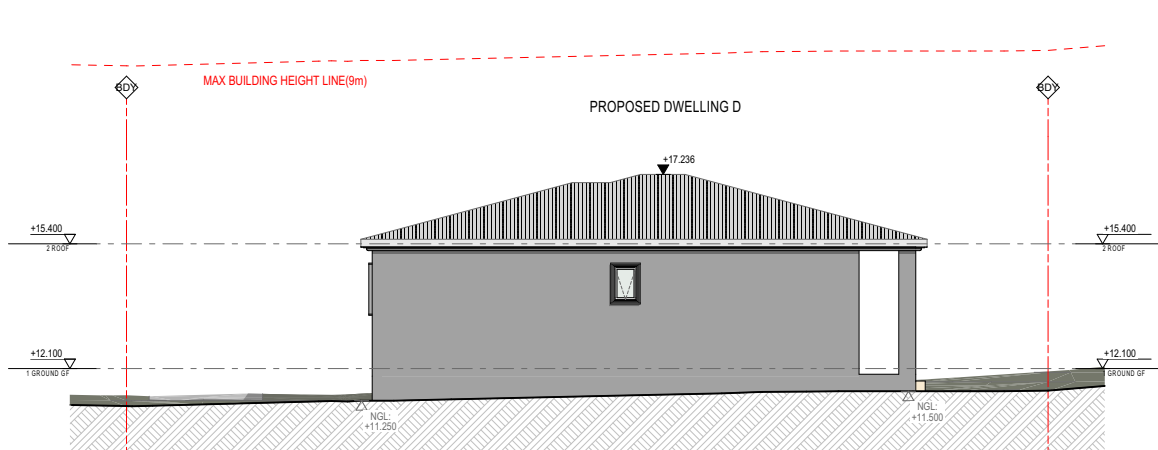 BDY
MAX BUILDING HEIGHT LINE(9m)
BDY
PROPOSED DWELLING D
+17.236
+15.400
2 ROOF
+15.400
2 ROOF
+12.100
1 GROUND GF
+12.100
GROUND GF
NGL:
+11.250
NGL:
+11.500